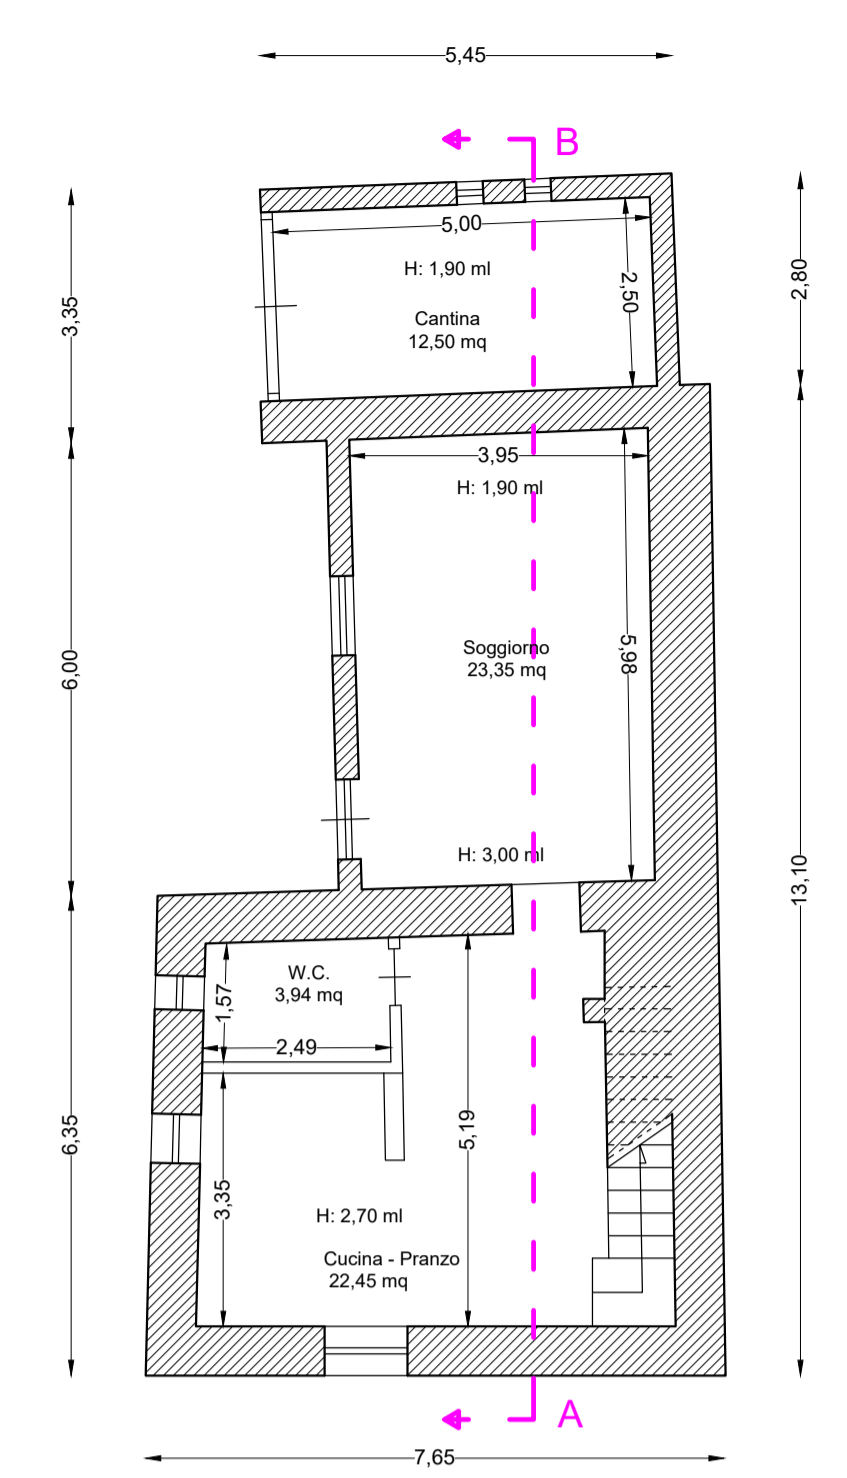 5,45
B
5,00
H: 1,90 ml
2,50
Cantina
12,50 mq
3,35
2,80
3,95
H: 1,90 ml
Soggiorno
23,35 mq
5,98
6,00
H: 3,00 ml
13,10
W.C.
3,94 mq
1,57
2,49
5,19
6,35
3,35
H: 2,70 ml
Cucina - Pranzo
22,45 mq
A
7,65